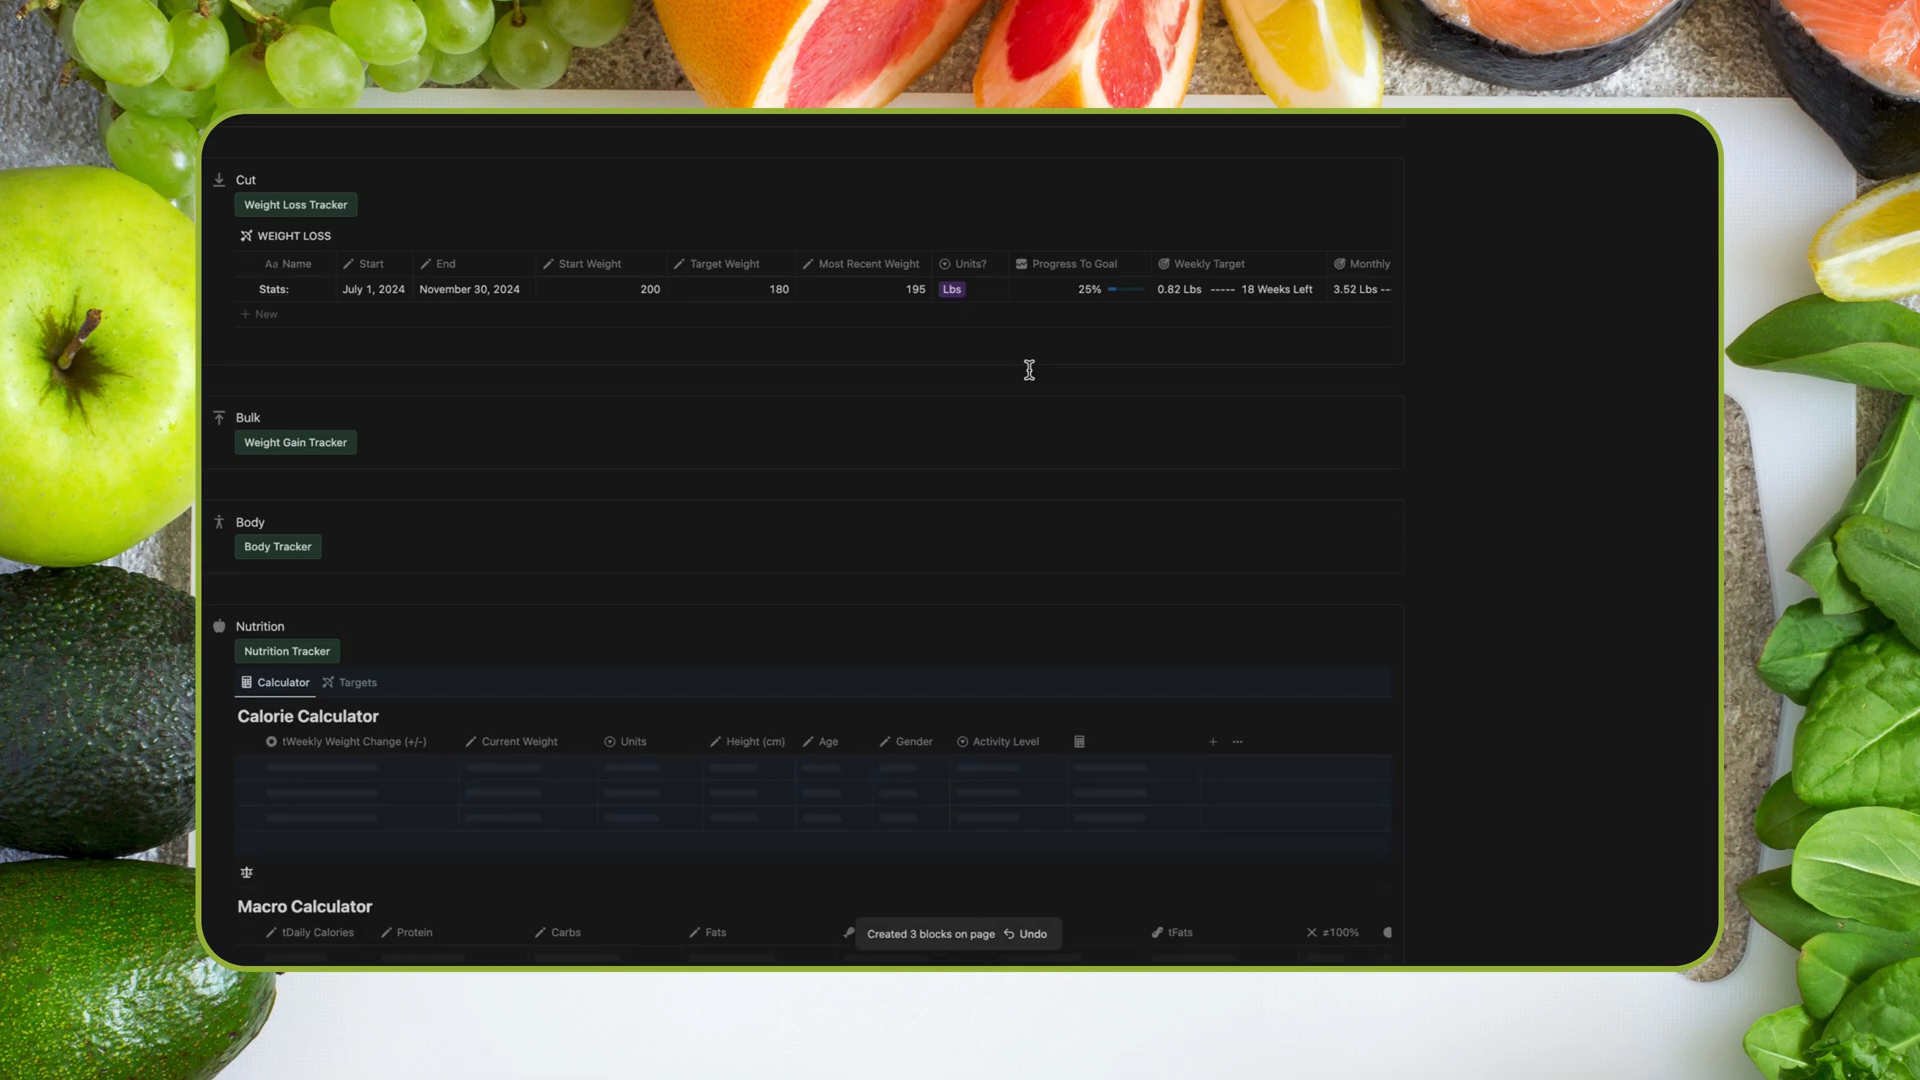 Cut
Weight Loss Tracker
WEIGHT LOSS
Aa Name Start End Start Weight Target Weight Most Recent Weight Units? Progress To Goal Weekly Target Monthly
Stats: July 1, 2024 November 30, 2024 200 180 195 Lbs 25% 0.82 Lbs ---- 18 Weeks Left 3.52 Lbs --
+ New
Bulk
Weight Gain Tracker
Body
Body Tracker
Nutrition
Nutrition Tracker
Calculator Targets
Calorie Calculator
tWeekly Weight Change (+/-) Current Weight Units Height (cm) Age Gender Activity Level + ···
Macro Calculator
tDaily Calories Protein Carbs Fats tFats ≠100%
Created 3 blocks on page Undo